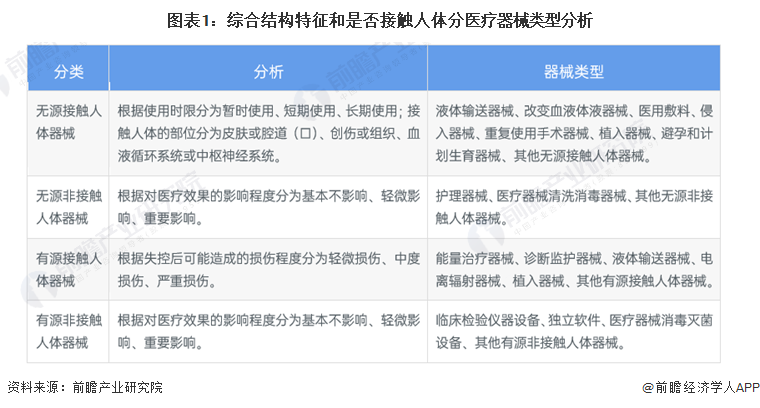 图表1：综合结构特征和是否接触人体分医疗器械类型分析
分类
分析
器械类型
无源接触人
体器械
根据使用时限分为暂时使用、短期使用、长期使用；接
触人体的部位分为皮肤或腔道（口）、创伤或组织、血
液循环系统或中枢神经系统。
液体输送器械、改变血液体液器械、医用敷料、侵
入器械、重复使用手术器械、植入器械、避孕和计
划生育器械、其他无源接触人体器械。
无源非接触
人体器械
根据对医疗效果的影响程度分为基本不影响、轻微影
响、重要影响。
护理器械、医疗器械清洗消毒器械、其他无源非接
触人体器械。
有源接触人
体器械
根据失控后可能造成的损伤程度分为轻微损伤、中度
损伤、严重损伤。
能量治疗器械、诊断监护器械、液体输送器械、电
离辐射器械、植入器械、其他有源接触人体器械。
有源非接触
人体器械
根据对医疗效果的影响程度分为基本不影响、轻微影
响、重要影响。
临床检验仪器设备、独立软件、医疗器械消毒灭菌
设备、其他有源非接触人体器械。
资料来源：前瞻产业研究院
@前瞻经济学人APP
前瞻产业研究院